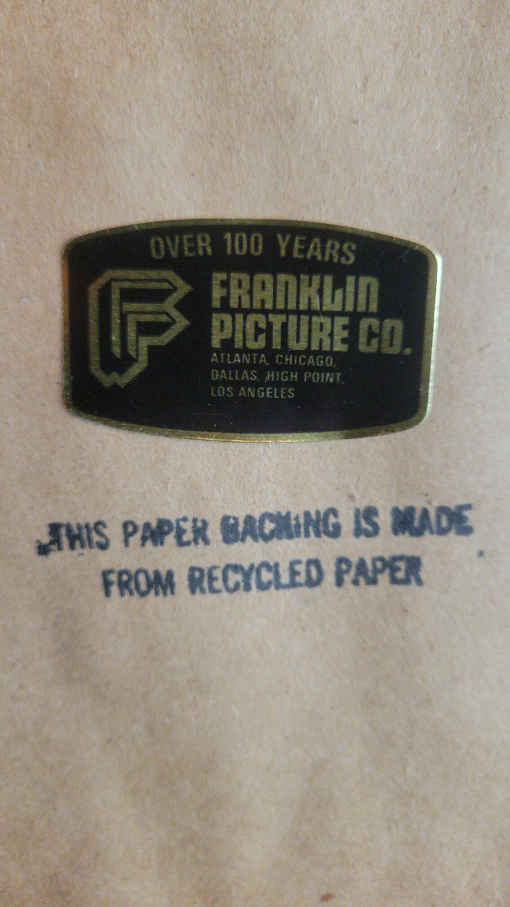 OVER 100 YEARS
FRANKLIN
PICTURE CO.
ATLANTA, CHICAGO,
DALLAS, HIGH POINT,
LOS ANGELES
THIS PAPER BACKING IS MADE
FROM RECYCLED PAPER